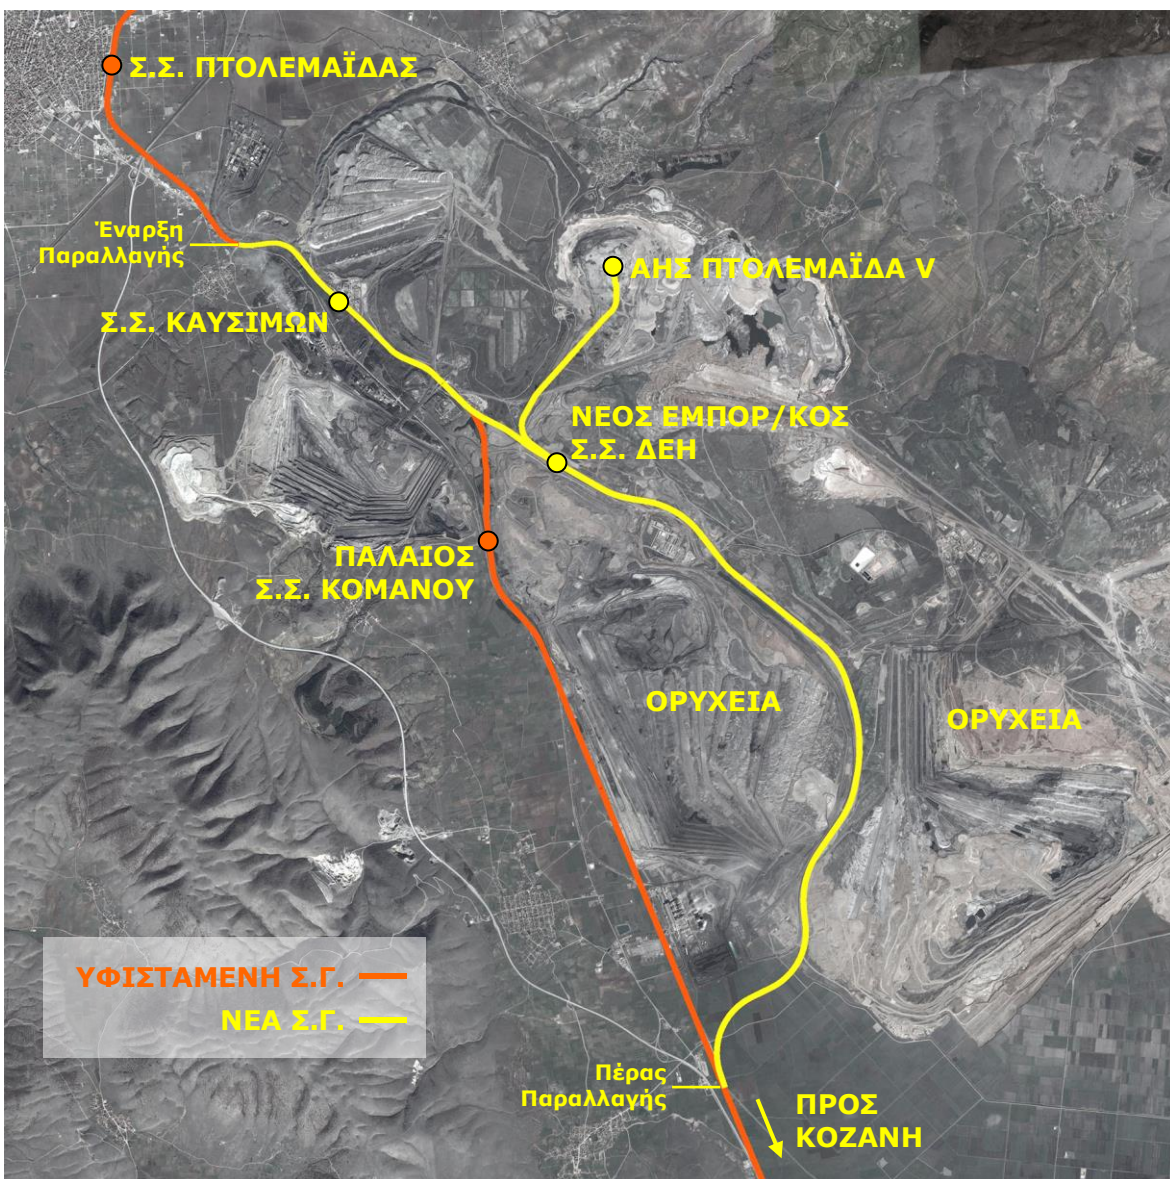 Σ.Σ. ΠΤΟΛΕΜΑΪΔΑΣ
Έναρξη
Παραλλαγής
ΑΗΣ ΠΤΟΛΕΜΑΪΔΑ V
Σ.Σ. ΚΑΥΣΙΜΩΝ
ΝΕΟΣ ΕΜΠΟΡ/ΚΟΣ
Σ.Σ. ΔΕΗ
ΠΑΛΑΙΟΣ
Σ.Σ. ΚΟΜΑΝΟΥ
ΟΡΥΧΕΙΑ
ΟΡΥΧΕΙΑ
ΥΦΙΣΤΑΜΕΝΗ Σ.Γ.
ΝΕΑ Σ.Γ.
Πέρας
Παραλλαγής
ΠΡΟΣ
ΚΟΖΑΝΗ